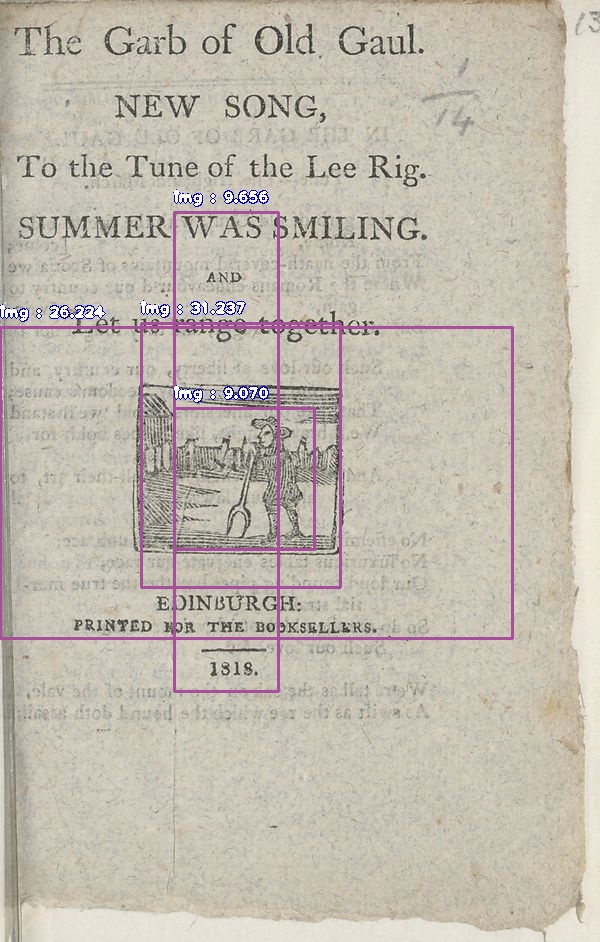 The Garb of Old Gaul.
NEW SONG,
To the Tune of the Lee Rig.
SUMMER WAS SMILING.
AND
Let us range together.
EDINBURGH:
PRINTED FOR THE BOOKSELLERS.
1818.
1/14
13
img : 9.656
img : 26.224
img : 31.237
img : 9.070